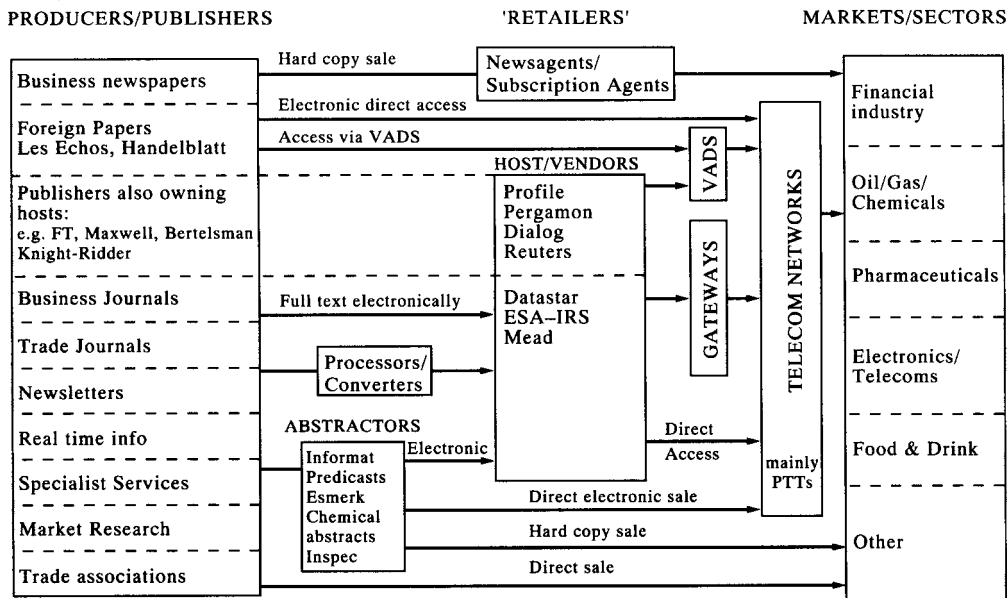 PRODUCERS/PUBLISHERS
'RETAILERS'
MARKETS/SECTORS
Business newspapers
Foreign Papers
Les Echos, Handelblatt
Publishers also owning
hosts:
e.g. FT, Maxwell, Bertelsman
Knight-Ridder
Business Journals
Trade Journals
Newsletters
Real time info
Specialist Services
Market Research
Trade associations
Hard copy sale
Electronic direct access
Access via VADS
Full text electronically
Processors/
Converters
ABSTRACTORS
Informat
Predicasts
Esmerk
Chemical
abstracts
Inspec
Electronic
Newsagents/
Subscription Agents
HOST/VENDORS
Profile
Pergamon
Dialog
Reuters
Datastar
ESA–IRS
Mead
VADS
GATEWAYS
Direct
Access
Direct electronic sale
Hard copy sale
Direct sale
TELECOM NETWORKS
mainly
PTTs
Financial
industry
Oil/Gas/
Chemicals
Pharmaceuticals
Electronics/
Telecoms
Food & Drink
Other